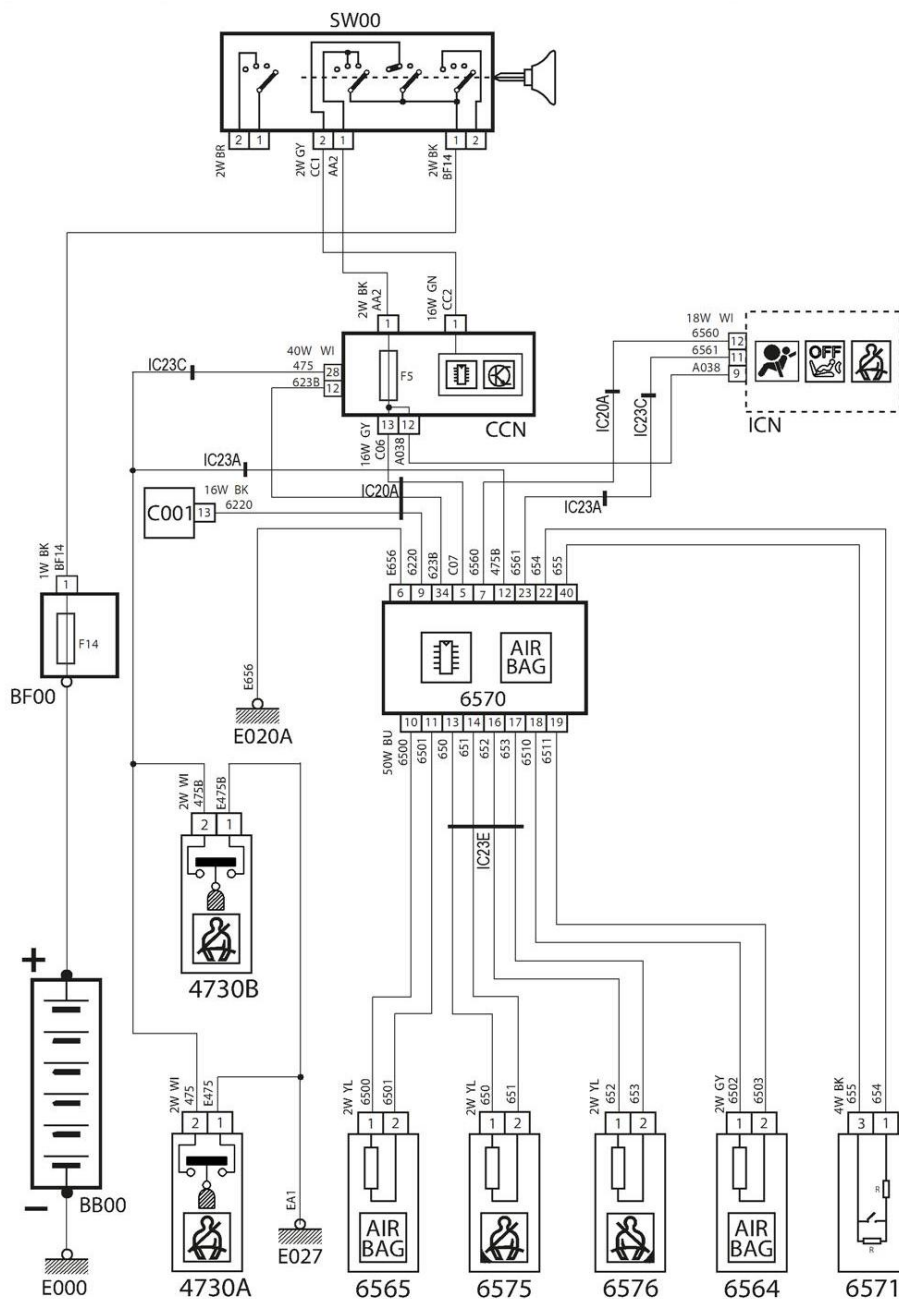 SW00
2 1
2 1
1 2
2W BR
2W GY
CC1
AA2
2W BK
BF14
2W BK
AA2
16W GN
CC2
1
1
18W WI
6560
12
6561
11
A038
9
OFF
ICN
IC23C
40W WI
475
28
623B
12
F5
CCN
13 12
16W GY
C06
A038
IC20A
IC23C
IC23A
IC20A
IC23A
C001
16W BK
13
6220
E656
6220
623B
C07
6560
475B
6561
654
655
6 9 34 5 7 12 23 22 40
1W BK
BF14
1
F14
BF00
AIR
BAG
6570
E656
E020A
10 11 13 14 16 17 18 19
50W BU
6500
6501
650
651
652
653
6510
6511
IC23E
2W WI
475B
E475B
2 1
4730B
+
–
BB00
E000
2W WI
475
E475
2 1
4730A
EA1
E027
2W YL
6500
6501
1 2
AIR
BAG
6565
2W YL
650
651
1 2
6575
2W YL
652
653
1 2
6576
2W GY
6502
6503
1 2
AIR
BAG
6564
4W BK
655
654
3 1
R
R
6571